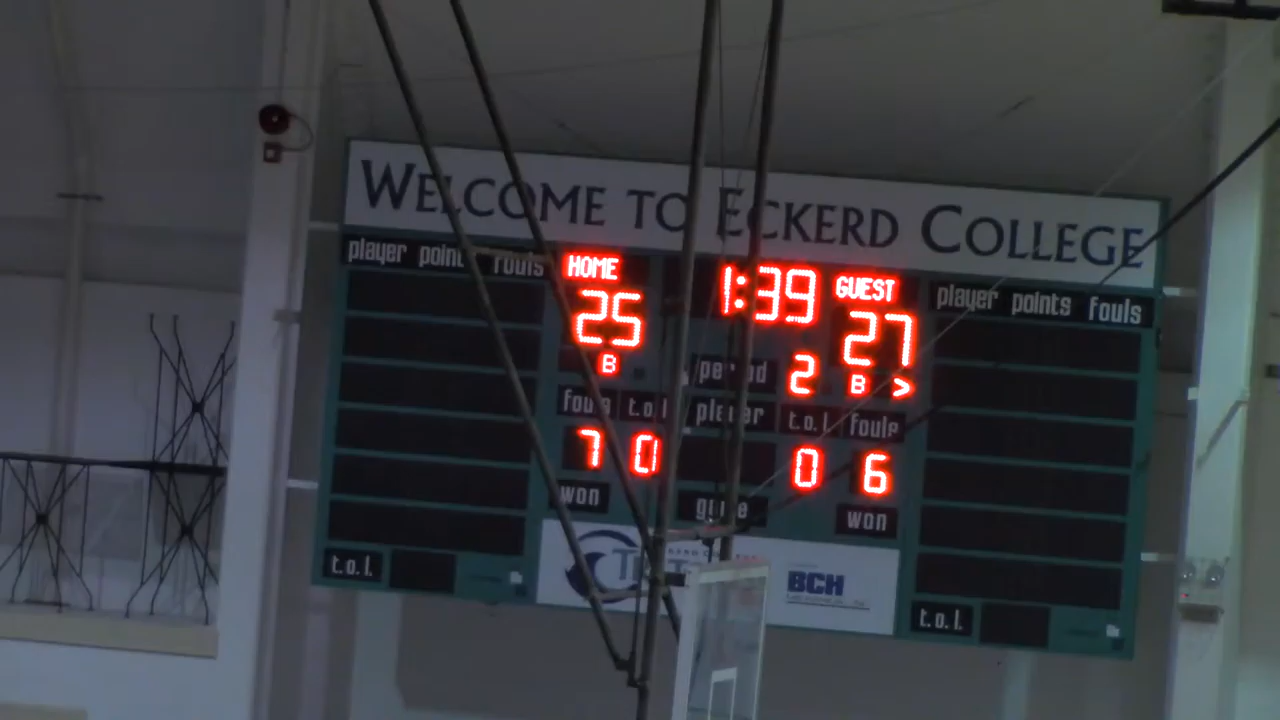 WELCOME TO ECKERD COLLEGE
player points fouls HOME 1:39 GUEST player points fouls
25 27
B period 2 B >
fouls t.o.l player t.o.l fouls
7 0 0 6
won game won
BCH
t.o.l. t.o.l.